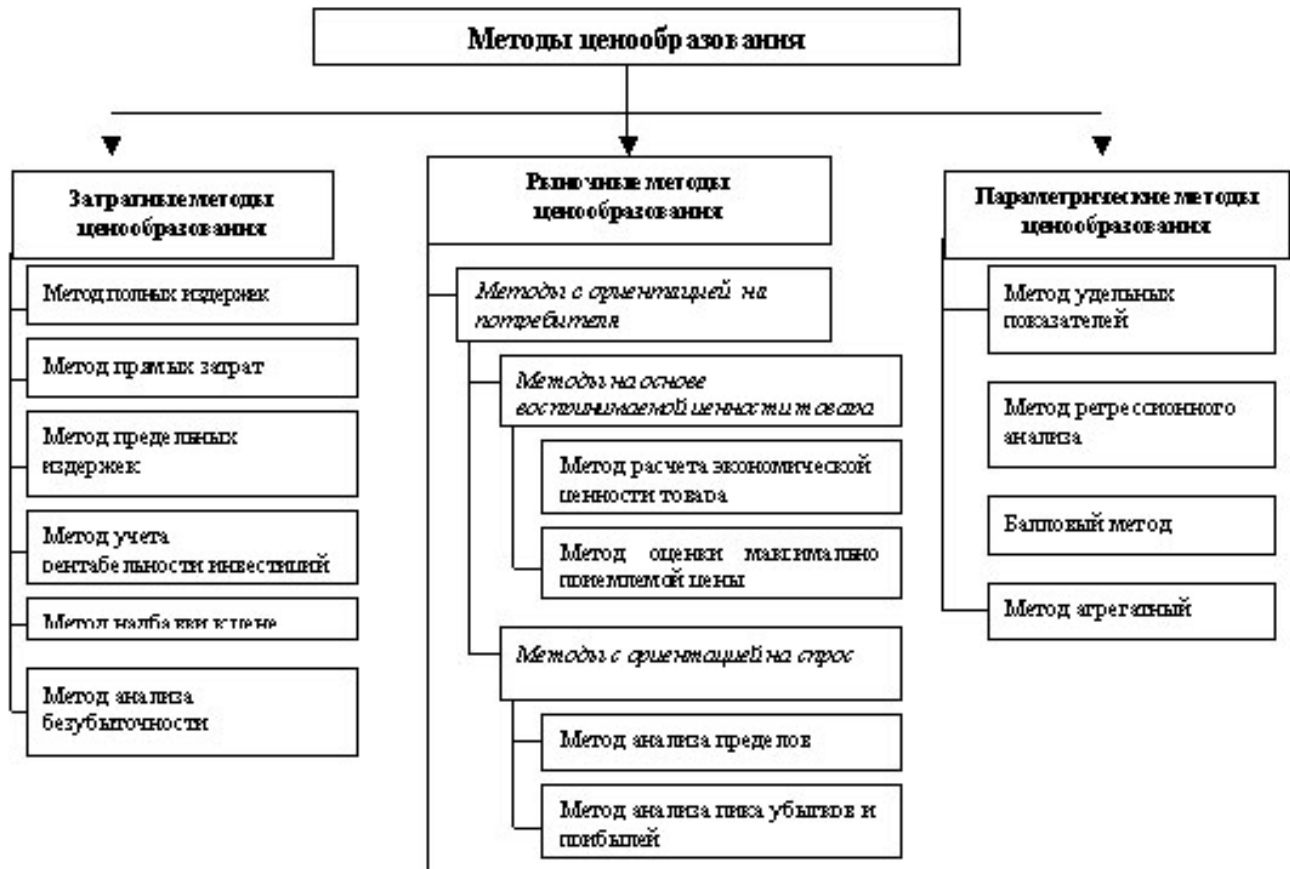 Методы ценообразования
Затратные методы
ценообразования
Метод полных издержек
Метод прямых затрат
Метод предельных
издержек
Метод учета
рентабельности инвестиций
Метод надбавки к цене
Метод анализа
безубыточности
Рыночные методы
ценообразования
Методы с ориентацией на
потребителя
Методы на основе
воспринимаемой ценности товара
Метод расчета экономической
ценности товара
Метод оценки максимально
приемлемой цены
Методы с ориентацией на спрос
Метод анализа пределов
Метод анализа пика убытков и
прибылей
Параметрические методы
ценообразования
Метод удельных
показателей
Метод регрессионного
анализа
Балловый метод
Метод агрегатный